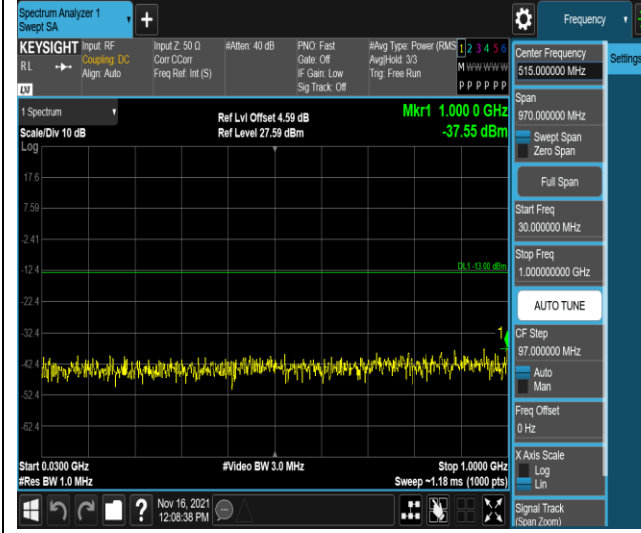 Spectrum Analyzer 1
Swept SA
Frequency
KEYSIGHT
RL
LXI
Input: RF
Coupling: DC
Align: Auto
Input Z: 50 Ω
Corr CCorr
Freq Ref: Int (S)
#Atten: 40 dB
PNO: Fast
Gate: Off
IF Gain: Low
Sig Track: Off
#Avg Type: Power (RMS
Avg|Hold: 3/3
Trig: Free Run
1 2 3 4 5 6
M W W W W W
P P P P P P
Settings
1 Spectrum
Scale/Div 10 dB
Log
Ref Lvl Offset 4.59 dB
Ref Level 27.59 dBm
Mkr1 1.000 0 GHz
-37.55 dBm
17.6
7.59
-2.41
-12.4
-22.4
-32.4
-42.4
-52.4
-62.4
DL1 -13.00 dBm
1
Start 0.0300 GHz
#Res BW 1.0 MHz
#Video BW 3.0 MHz
Stop 1.0000 GHz
Sweep ~1.18 ms (1000 pts)
Center Frequency
515.000000 MHz
Span
970.000000 MHz
Swept Span
Zero Span
Full Span
Start Freq
30.000000 MHz
Stop Freq
1.000000000 GHz
AUTO TUNE
CF Step
97.000000 MHz
Auto
Man
Freq Offset
0 Hz
X Axis Scale
Log
Lin
Signal Track
(Span Zoom)
Nov 16, 2021
12:08:38 PM